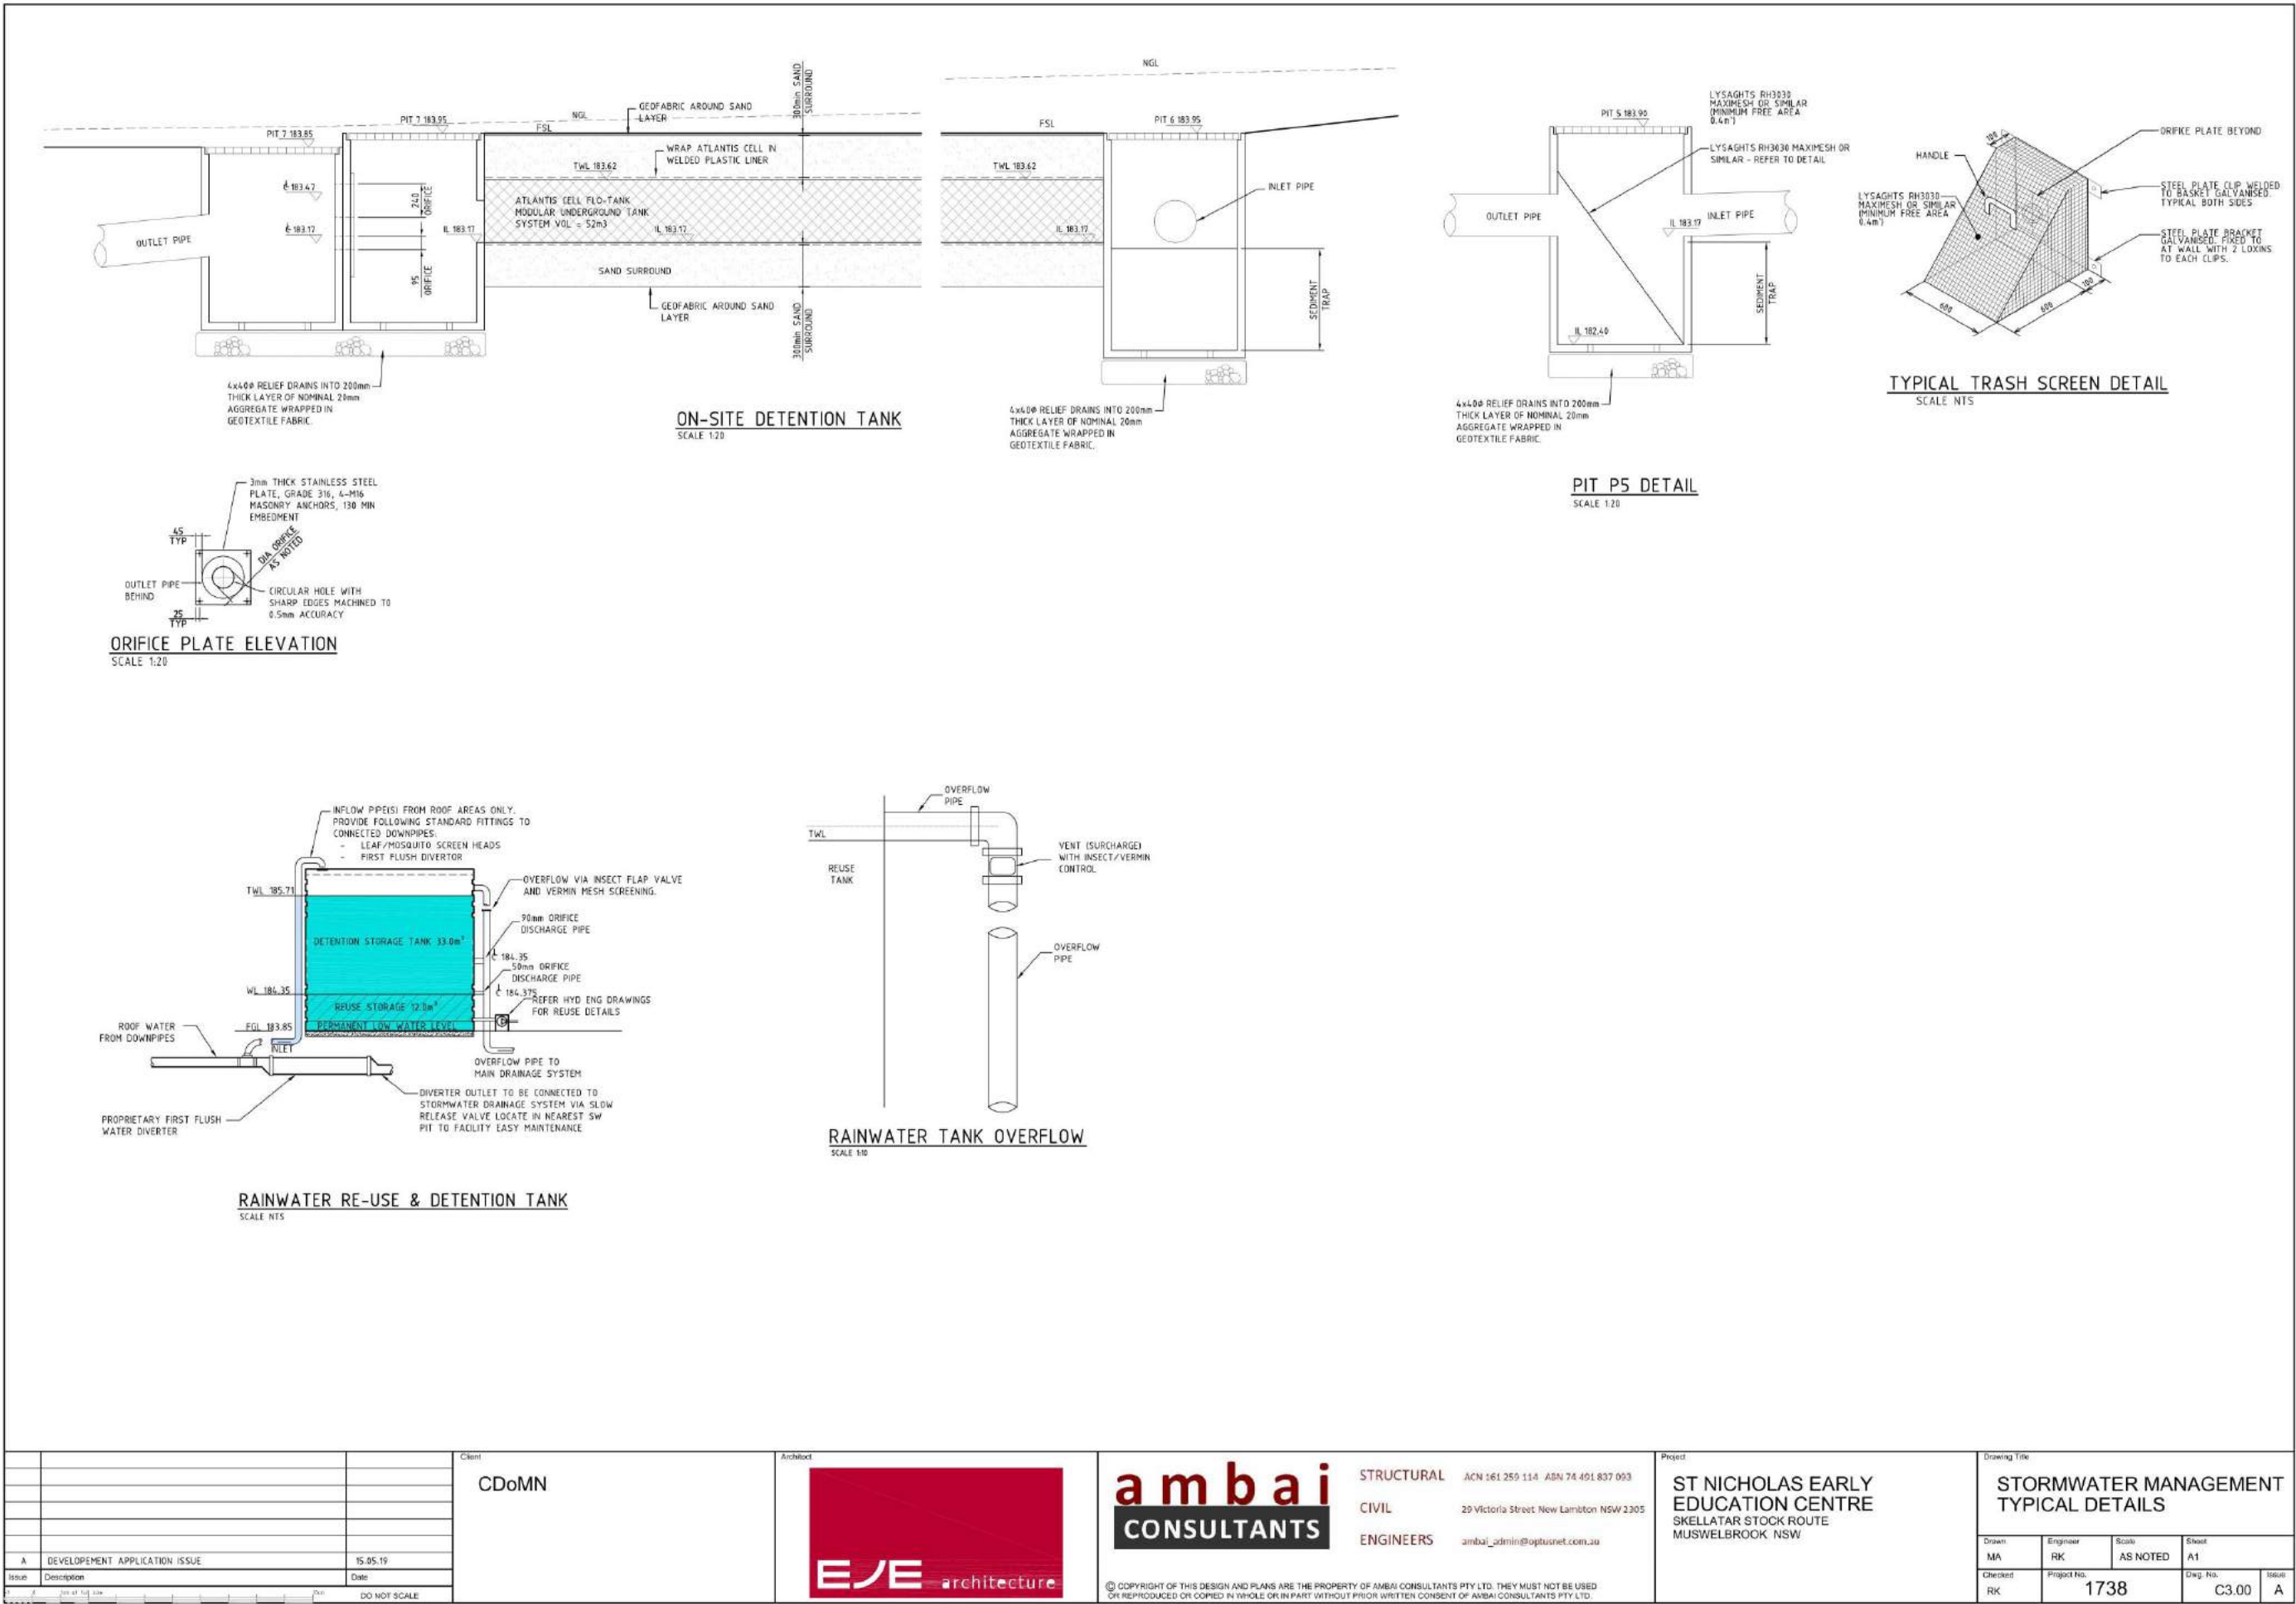 NGL
300min SAND
SURROUND
GEOFABRIC AROUND SAND
LAYER
NGL
FSL
PIT 7 183.95
PIT 7 183.85
WRAP ATLANTIS CELL IN
WELDED PLASTIC LINER
TWL 183.62
183.47
240
ORIFICE
ATLANTIS CELL FLO-TANK
MODULAR UNDERGROUND TANK
SYSTEM VOL = 52m3
183.17
IL 183.17
IL 183.17
OUTLET PIPE
95
ORIFICE
SAND SURROUND
GEOFABRIC AROUND SAND
LAYER
300min SAND
SURROUND
4x40Ø RELIEF DRAINS INTO 200mm
THICK LAYER OF NOMINAL 20mm
AGGREGATE WRAPPED IN
GEOTEXTILE FABRIC.
ON-SITE DETENTION TANK
SCALE 1:20
FSL
PIT 6 183.95
TWL 183.62
INLET PIPE
IL 183.17
SEDIMENT
TRAP
4x40Ø RELIEF DRAINS INTO 200mm
THICK LAYER OF NOMINAL 20mm
AGGREGATE WRAPPED IN
GEOTEXTILE FABRIC.
PIT 5 183.90
LYSAGHTS RH3030
MAXIMESH OR SIMILAR
(MINIMUM FREE AREA
0.4m²)
LYSAGHTS RH3030 MAXIMESH OR
SIMILAR - REFER TO DETAIL
OUTLET PIPE
INLET PIPE
IL 183.17
SEDIMENT
TRAP
IL 182.40
4x40Ø RELIEF DRAINS INTO 200mm
THICK LAYER OF NOMINAL 20mm
AGGREGATE WRAPPED IN
GEOTEXTILE FABRIC.
PIT P5 DETAIL
SCALE 1:20
ORIFICE PLATE BEYOND
HANDLE
LYSAGHTS RH3030
MAXIMESH OR SIMILAR
(MINIMUM FREE AREA
0.4m²)
STEEL PLATE CLIP WELDED
TO BASKET GALVANISED.
TYPICAL BOTH SIDES
STEEL PLATE BRACKET
GALVANISED. FIXED TO
AT WALL WITH 2 LOXINS
TO EACH CLIPS.
600
600
TYPICAL TRASH SCREEN DETAIL
SCALE NTS
3mm THICK STAINLESS STEEL
PLATE, GRADE 316, 4-M16
MASONRY ANCHORS, 130 MIN
EMBEDMENT
45
TYP
DIA ORIFICE
AS NOTED
OUTLET PIPE
BEHIND
CIRCULAR HOLE WITH
SHARP EDGES MACHINED TO
0.5mm ACCURACY
25
TYP
ORIFICE PLATE ELEVATION
SCALE 1:20
INFLOW PIPE(S) FROM ROOF AREAS ONLY.
PROVIDE FOLLOWING STANDARD FITTINGS TO
CONNECTED DOWNPIPES:
- LEAF/MOSQUITO SCREEN HEADS
- FIRST FLUSH DIVERTOR
TWL 185.71
OVERFLOW VIA INSECT FLAP VALVE
AND VERMIN MESH SCREENING.
90mm ORIFICE
DISCHARGE PIPE
DETENTION STORAGE TANK 33.0m³
184.35
50mm ORIFICE
DISCHARGE PIPE
WL 184.35
184.375
REUSE STORAGE 12.0m³
REFER HYD ENG DRAWINGS
FOR REUSE DETAILS
ROOF WATER
FROM DOWNPIPES
FGL 183.85
PERMANENT LOW WATER LEVEL
INLET
OVERFLOW PIPE TO
MAIN DRAINAGE SYSTEM
DIVERTER OUTLET TO BE CONNECTED TO
STORMWATER DRAINAGE SYSTEM VIA SLOW
RELEASE VALVE LOCATE IN NEAREST SW
PIT TO FACILITY EASY MAINTENANCE
PROPRIETARY FIRST FLUSH
WATER DIVERTER
RAINWATER RE-USE & DETENTION TANK
SCALE NTS
OVERFLOW
PIPE
TWL
REUSE
TANK
VENT (SURCHARGE)
WITH INSECT/VERMIN
CONTROL
OVERFLOW
PIPE
RAINWATER TANK OVERFLOW
SCALE 1:10
A DEVELOPEMENT APPLICATION ISSUE 15.05.19
Issue Description Date
DO NOT SCALE
Client
CDoMN
Architect
EJE architecture
ambai
CONSULTANTS
STRUCTURAL ACN 161 259 114 ABN 74 491 837 093
CIVIL 29 Victoria Street New Lambton NSW 2305
ENGINEERS ambai_admin@optusnet.com.au
© COPYRIGHT OF THIS DESIGN AND PLANS ARE THE PROPERTY OF AMBAI CONSULTANTS PTY LTD. THEY MUST NOT BE USED
OR REPRODUCED OR COPIED IN WHOLE OR IN PART WITHOUT PRIOR WRITTEN CONSENT OF AMBAI CONSULTANTS PTY LTD.
Project
ST NICHOLAS EARLY
EDUCATION CENTRE
SKELLATAR STOCK ROUTE
MUSWELBROOK NSW
Drawing Title
STORMWATER MANAGEMENT
TYPICAL DETAILS
Drawn Engineer Scale Sheet
MA RK AS NOTED A1
Checked Project No. Dwg. No. Issue
RK 1738 C3.00 A